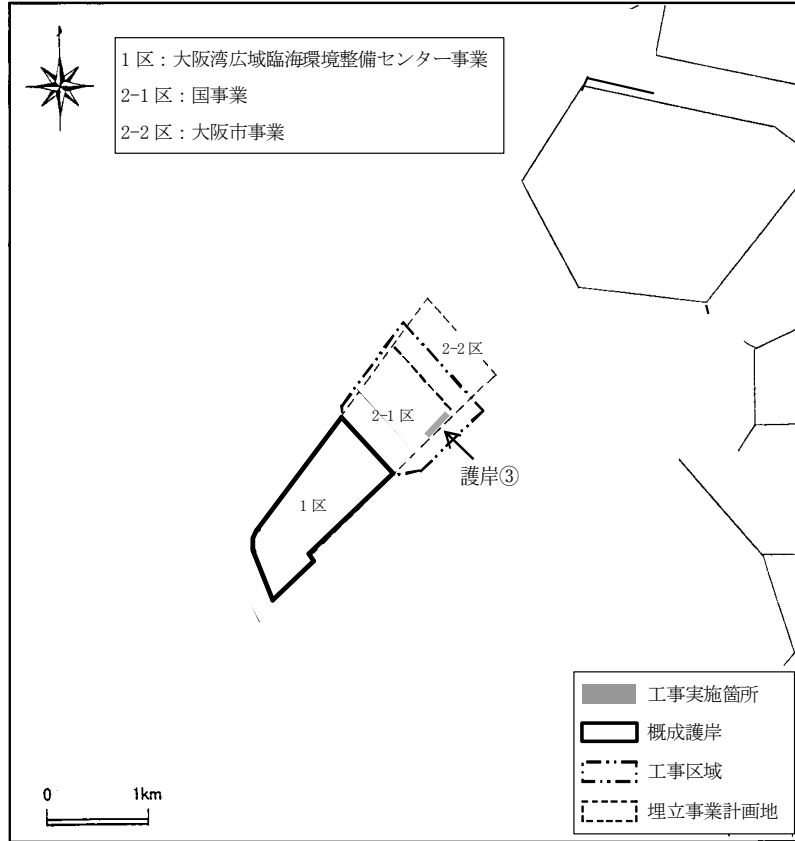 1 区：大阪湾広域臨海環境整備センター事業
2-1 区：国事業
2-2 区：大阪市事業
2-2 区
2-1 区
護岸③
1 区
工事実施箇所
概成護岸
工事区域
埋立事業計画地
0 1km